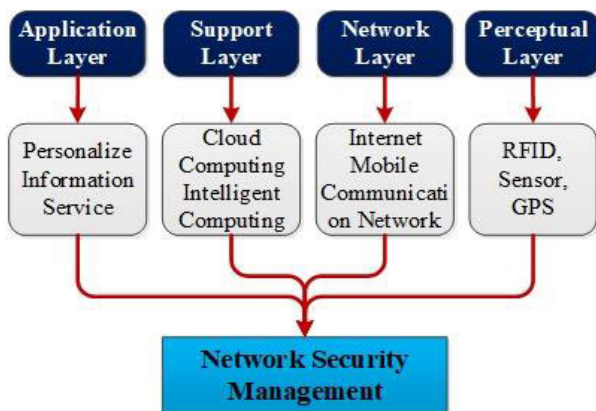 Application
Layer
Support
Layer
Network
Layer
Perceptual
Layer
Personalize
Information
Service
Cloud
Computing
Intelligent
Computing
Internet
Mobile
Communicati
on Network
RFID,
Sensor,
GPS
Network Security
Management